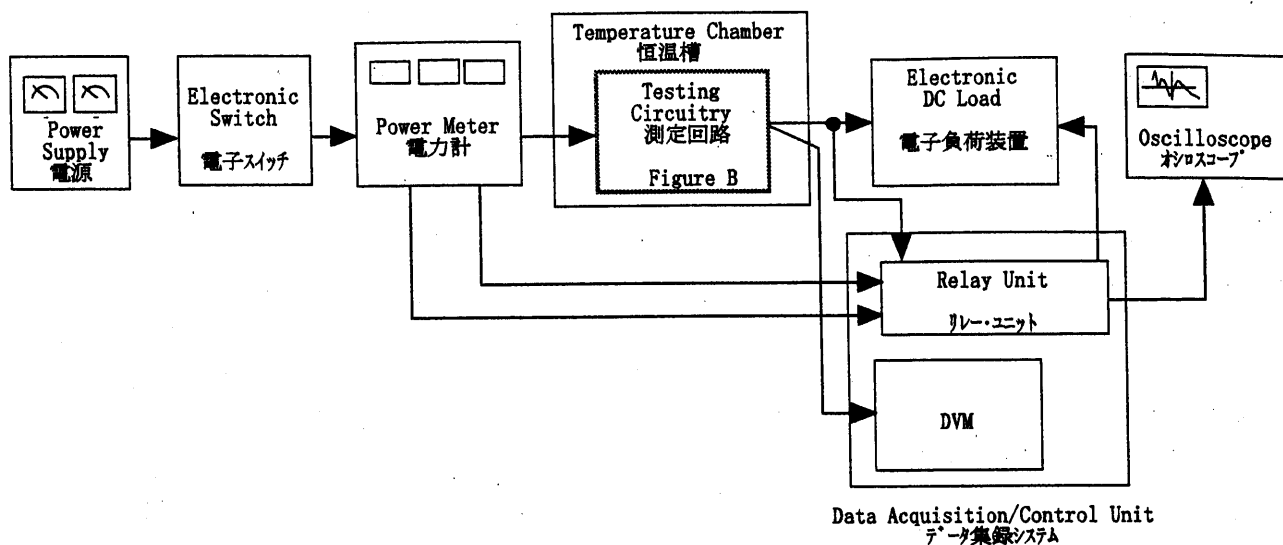 Power
Supply
電源
Electronic
Switch
電子スイッチ
Power Meter
電力計
Temperature Chamber
恒温槽
Testing
Circuitry
測定回路
Figure B
Electronic
DC Load
電子負荷装置
Oscilloscope
オシロスコープ
Relay Unit
リレー・ユニット
DVM
Data Acquisition/Control Unit
データ集録システム